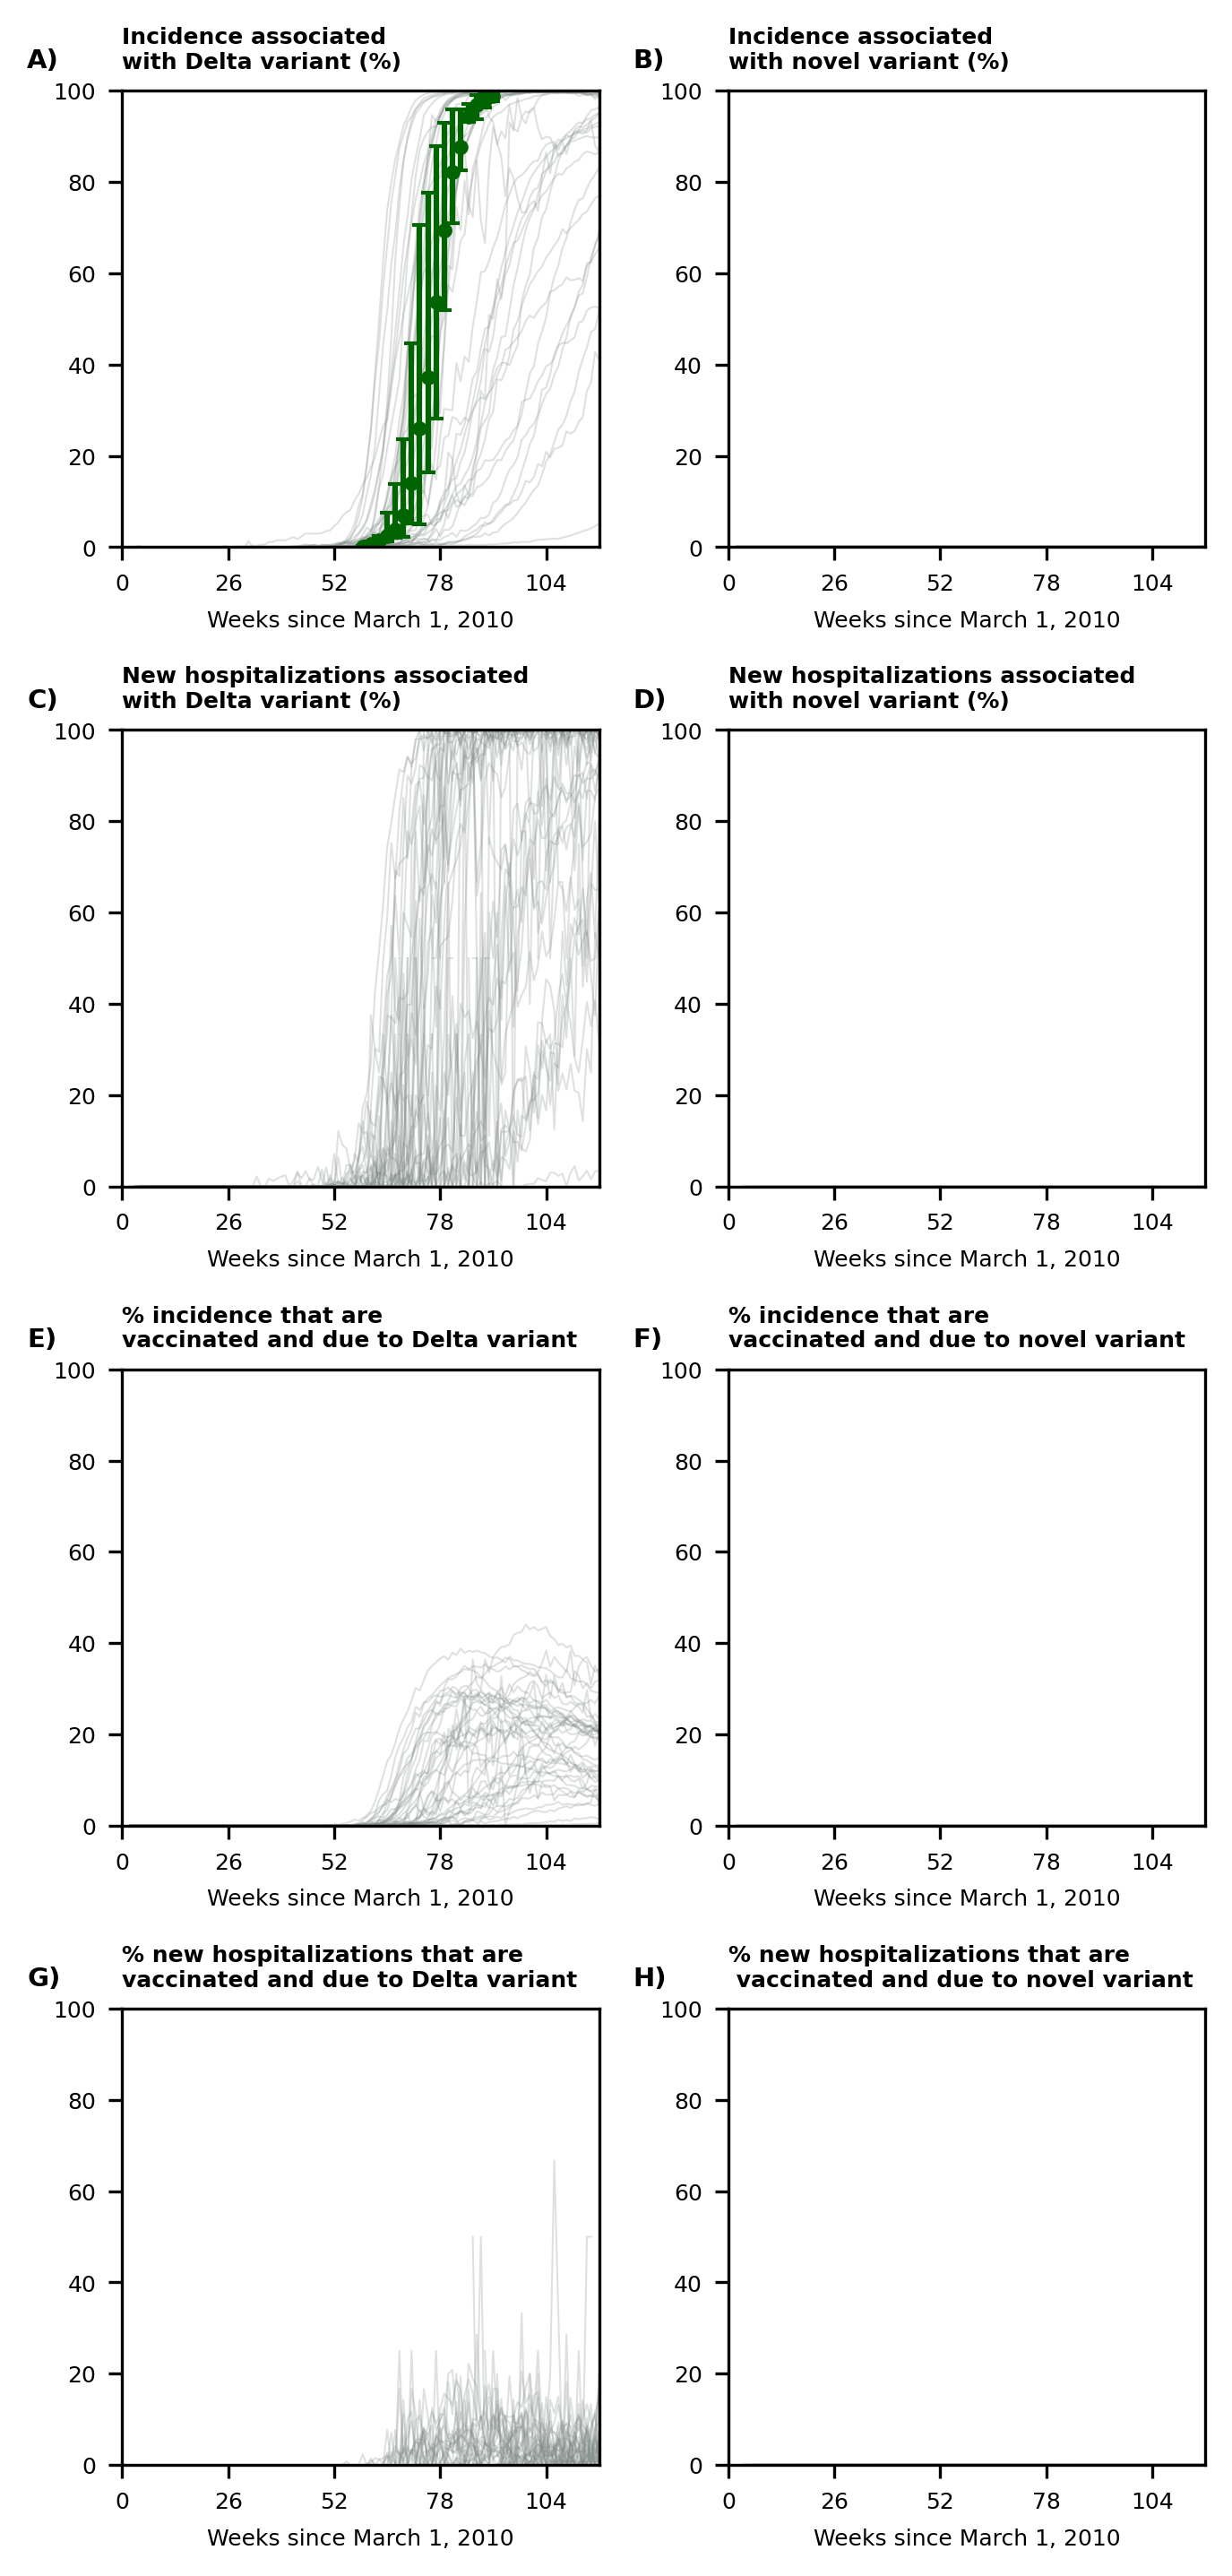 A)
Incidence associated
with Delta variant (%)
100
80
60
40
20
0
0 26 52 78 104
Weeks since March 1, 2010
B)
Incidence associated
with novel variant (%)
100
80
60
40
20
0
0 26 52 78 104
Weeks since March 1, 2010
C)
New hospitalizations associated
with Delta variant (%)
100
80
60
40
20
0
0 26 52 78 104
Weeks since March 1, 2010
D)
New hospitalizations associated
with novel variant (%)
100
80
60
40
20
0
0 26 52 78 104
Weeks since March 1, 2010
E)
% incidence that are
vaccinated and due to Delta variant
100
80
60
40
20
0
0 26 52 78 104
Weeks since March 1, 2010
F)
% incidence that are
vaccinated and due to novel variant
100
80
60
40
20
0
0 26 52 78 104
Weeks since March 1, 2010
G)
% new hospitalizations that are
vaccinated and due to Delta variant
100
80
60
40
20
0
0 26 52 78 104
Weeks since March 1, 2010
H)
% new hospitalizations that are
vaccinated and due to novel variant
100
80
60
40
20
0
0 26 52 78 104
Weeks since March 1, 2010